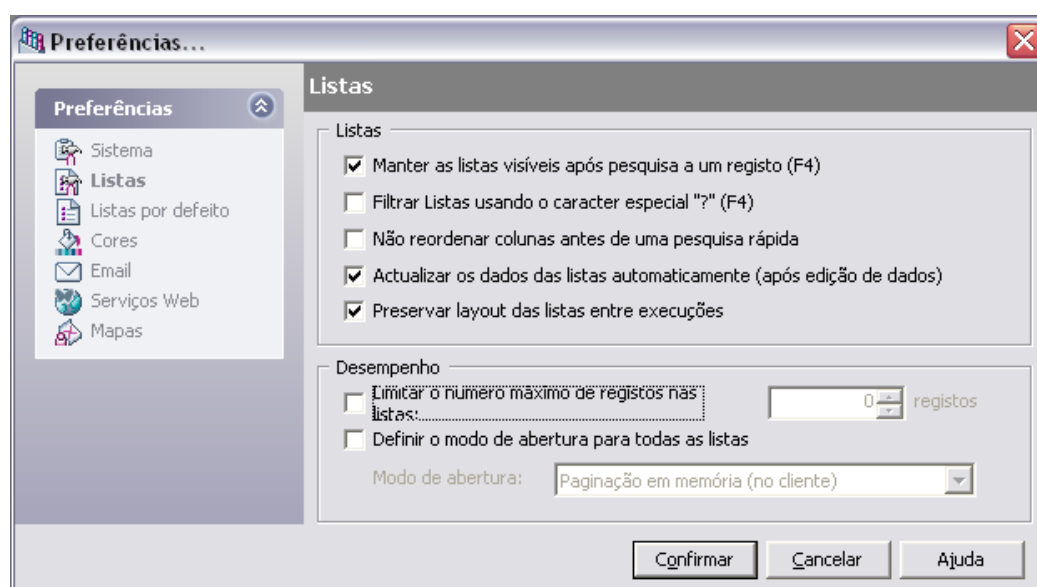 Preferências...
Preferências
Sistema
Listas
Listas por defeito
Cores
Email
Serviços Web
Mapas
Listas
Listas
Manter as listas visíveis após pesquisa a um registo (F4)
Filtrar Listas usando o caracter especial "?" (F4)
Não reordenar colunas antes de uma pesquisa rápida
Actualizar os dados das listas automaticamente (após edição de dados)
Preservar layout das listas entre execuções
Desempenho
Limitar o número máximo de registos nas
listas:
0 registos
Definir o modo de abertura para todas as listas
Modo de abertura: Paginação em memória (no cliente)
Confirmar Cancelar Ajuda